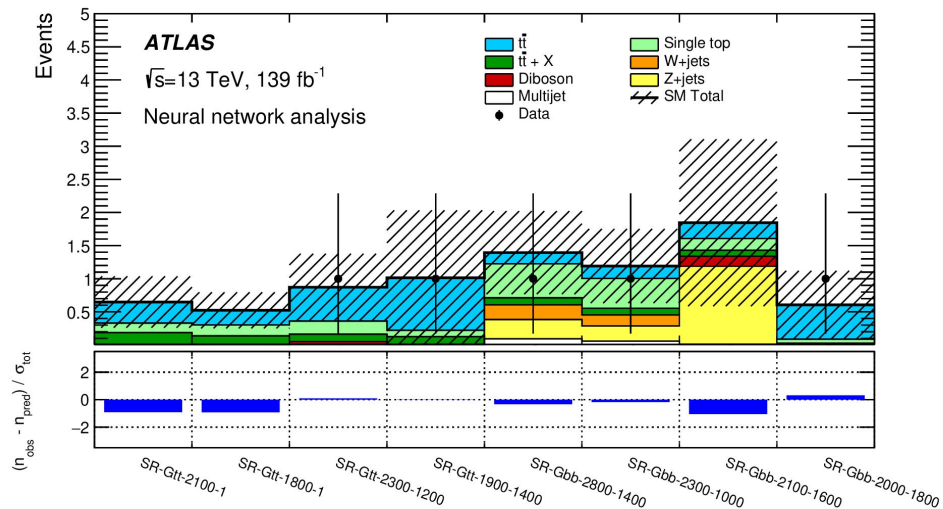 Events
5
4.5
4
3.5
3
2.5
2
1.5
1
0.5
ATLAS
√s=13 TeV, 139 fb⁻¹
Neural network analysis
tt̄
tt̄ + X
Diboson
Multijet
Data
Single top
W+jets
Z+jets
SM Total
(n_obs - n_pred) / σ_tot
2
0
−2
SR-Gtt-2100-1
SR-Gtt-1800-1
SR-Gtt-2300-1200
SR-Gtt-1900-1400
SR-Gbb-2800-1400
SR-Gbb-2300-1000
SR-Gbb-2100-1600
SR-Gbb-2000-1800